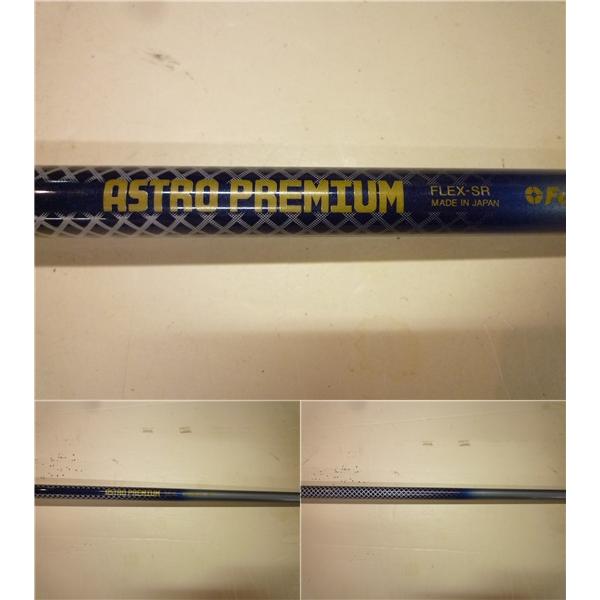 ASTRO PREMIUM
FLEX-SR
MADE IN JAPAN
ASTRO PREMIUM